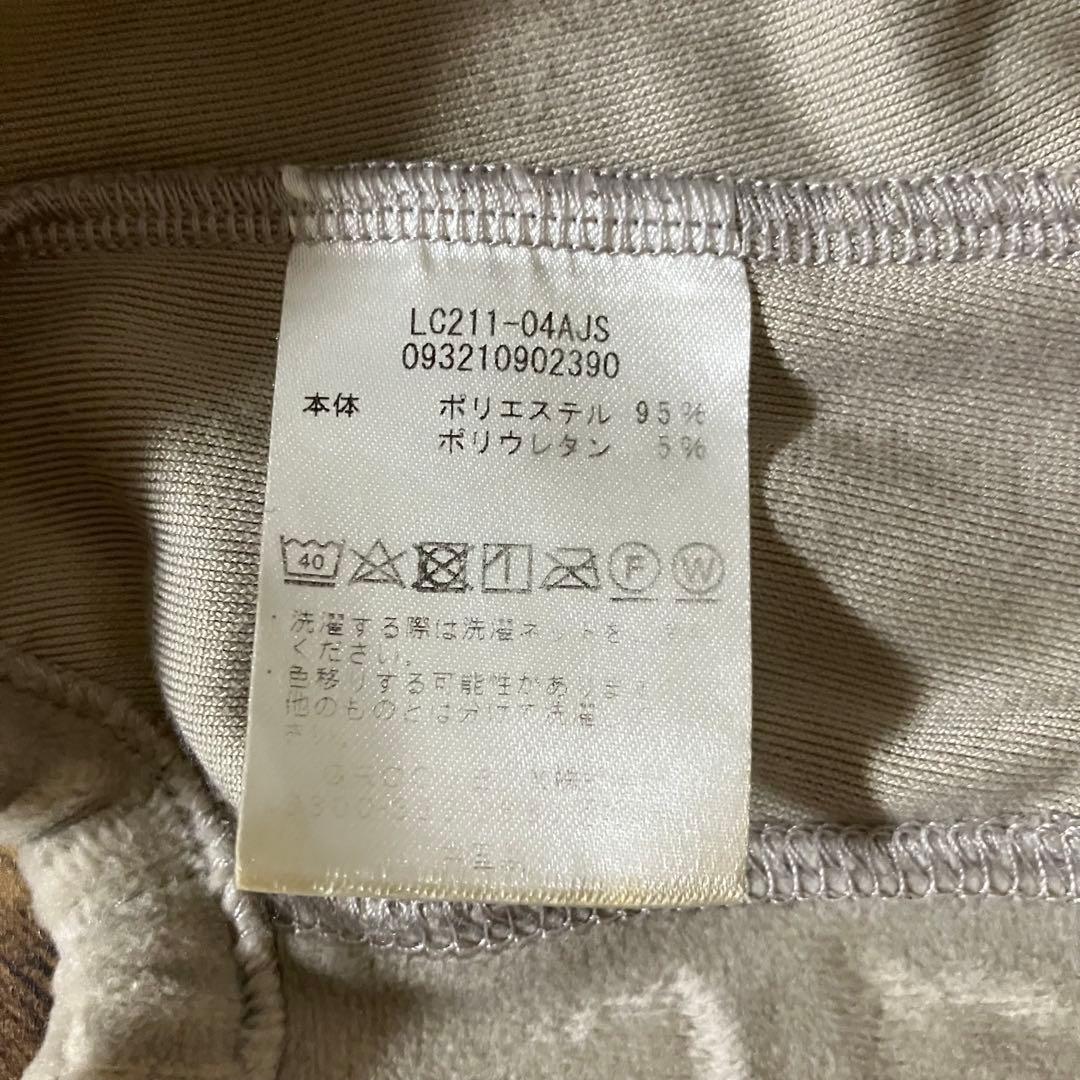 LC211-04AJS
093210902390
本体 ポリエステル 95%
ポリウレタン 5%
40 F W
・洗濯する際は洗濯ネットを
ください。
・色移りする可能性があります
他のものとは分けて洗濯
さい。